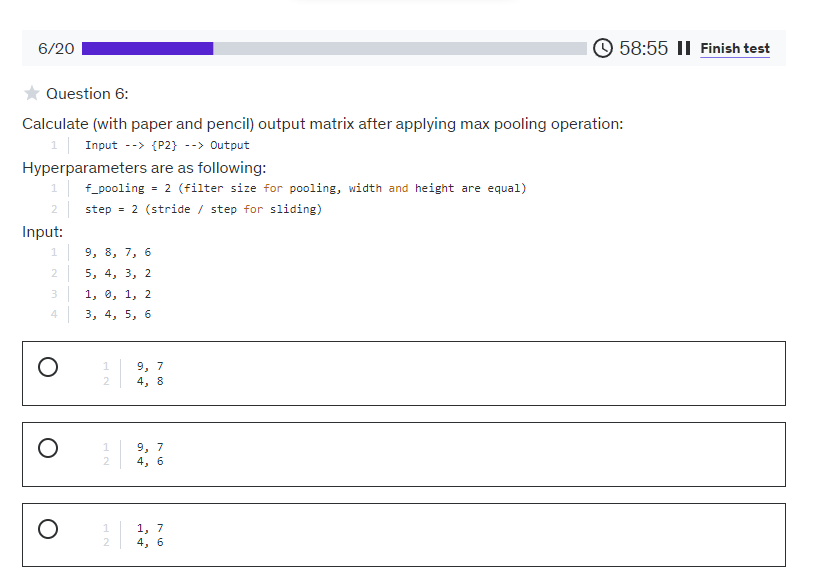 6/20 58:55 Finish test
Question 6:
Calculate (with paper and pencil) output matrix after applying max pooling operation:
1 Input --> {P2} --> Output
Hyperparameters are as following:
1 f_pooling = 2 (filter size for pooling, width and height are equal)
2 step = 2 (stride / step for sliding)
Input:
1 9, 8, 7, 6
2 5, 4, 3, 2
3 1, 0, 1, 2
4 3, 4, 5, 6
1 9, 7
2 4, 8
1 9, 7
2 4, 6
1 1, 7
2 4, 6